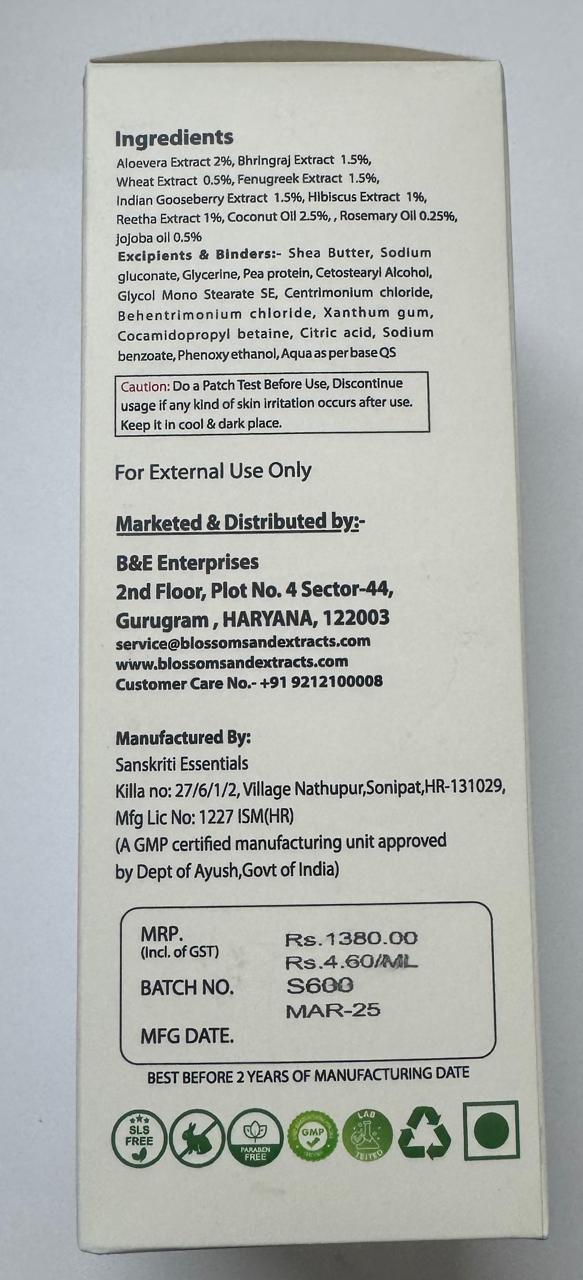 Ingredients
Aloevera Extract 2%, Bhringraj Extract 1.5%,
Wheat Extract 0.5%, Fenugreek Extract 1.5%,
Indian Gooseberry Extract 1.5%, Hibiscus Extract 1%,
Reetha Extract 1%, Coconut Oil 2.5%, , Rosemary Oil 0.25%,
Jojoba oil 0.5%
Excipients & Binders:- Shea Butter, Sodium
gluconate, Glycerine, Pea protein, Cetostearyl Alcohol,
Glycol Mono Stearate SE, Centrimonium chloride,
Behentrimonium chloride, Xanthum gum,
Cocamidopropyl betaine, Citric acid, Sodium
benzoate, Phenoxy ethanol, Aqua as per base QS
Caution: Do a Patch Test Before Use, Discontinue
usage if any kind of skin irritation occurs after use.
Keep it in cool & dark place.
For External Use Only
Marketed & Distributed by:-
B&E Enterprises
2nd Floor, Plot No. 4 Sector-44,
Gurugram , HARYANA, 122003
service@blossomsandextracts.com
www.blossomsandextracts.com
Customer Care No.- +91 9212100008
Manufactured By:
Sanskriti Essentials
Killa no: 27/6/1/2, Village Nathupur,Sonipat,HR-131029,
Mfg Lic No: 1227 ISM(HR)
(A GMP certified manufacturing unit approved
by Dept of Ayush,Govt of India)
MRP. Rs.1380.00
(Incl. of GST) Rs.4.60/ML
BATCH NO. S600
MFG DATE. MAR-25
BEST BEFORE 2 YEARS OF MANUFACTURING DATE
SLS FREE
PARABEN FREE
GMP
LAB TESTED